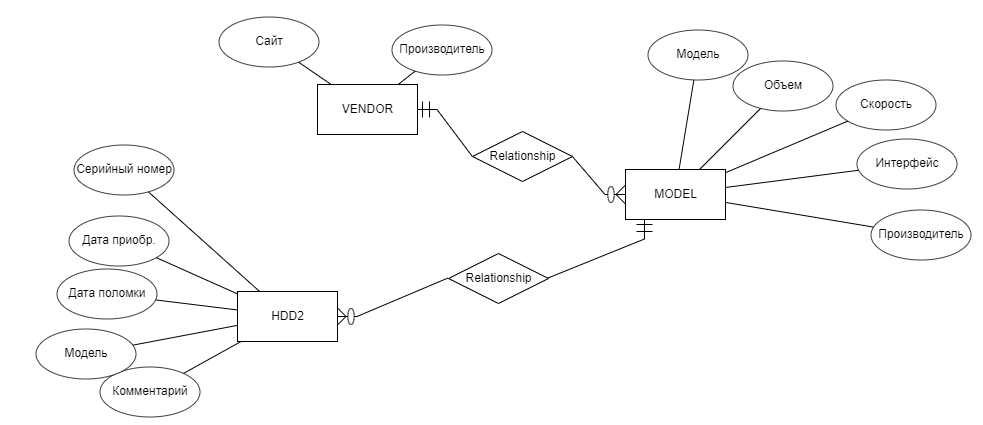 Сайт
Производитель
VENDOR
Модель
Объем
Скорость
Интерфейс
Производитель
MODEL
Relationship
Relationship
Серийный номер
Дата приобр.
Дата поломки
Модель
Комментарий
HDD2